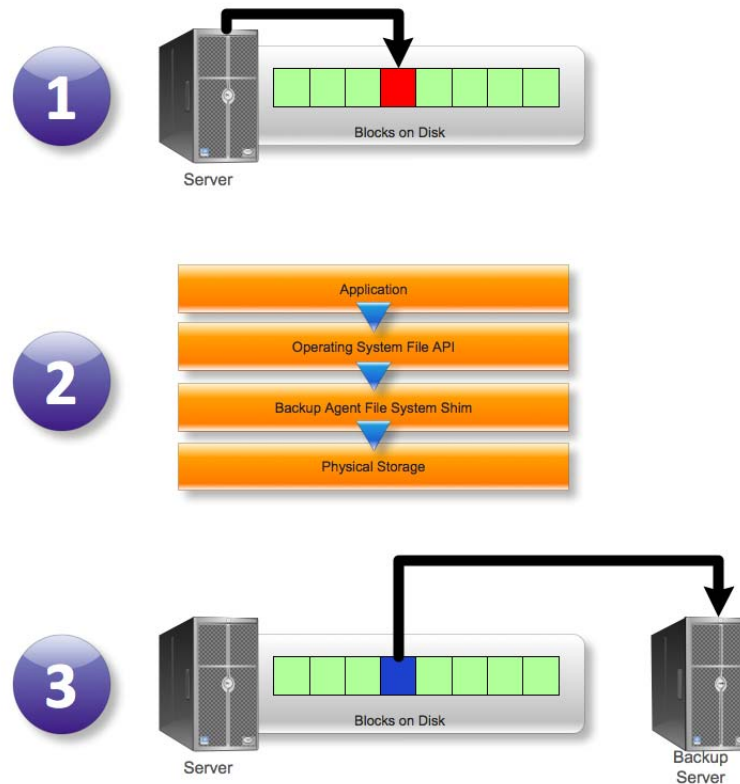 1
Blocks on Disk
Server
2
Application
Operating System File API
Backup Agent File System Shim
Physical Storage
3
Blocks on Disk
Server
Backup
Server